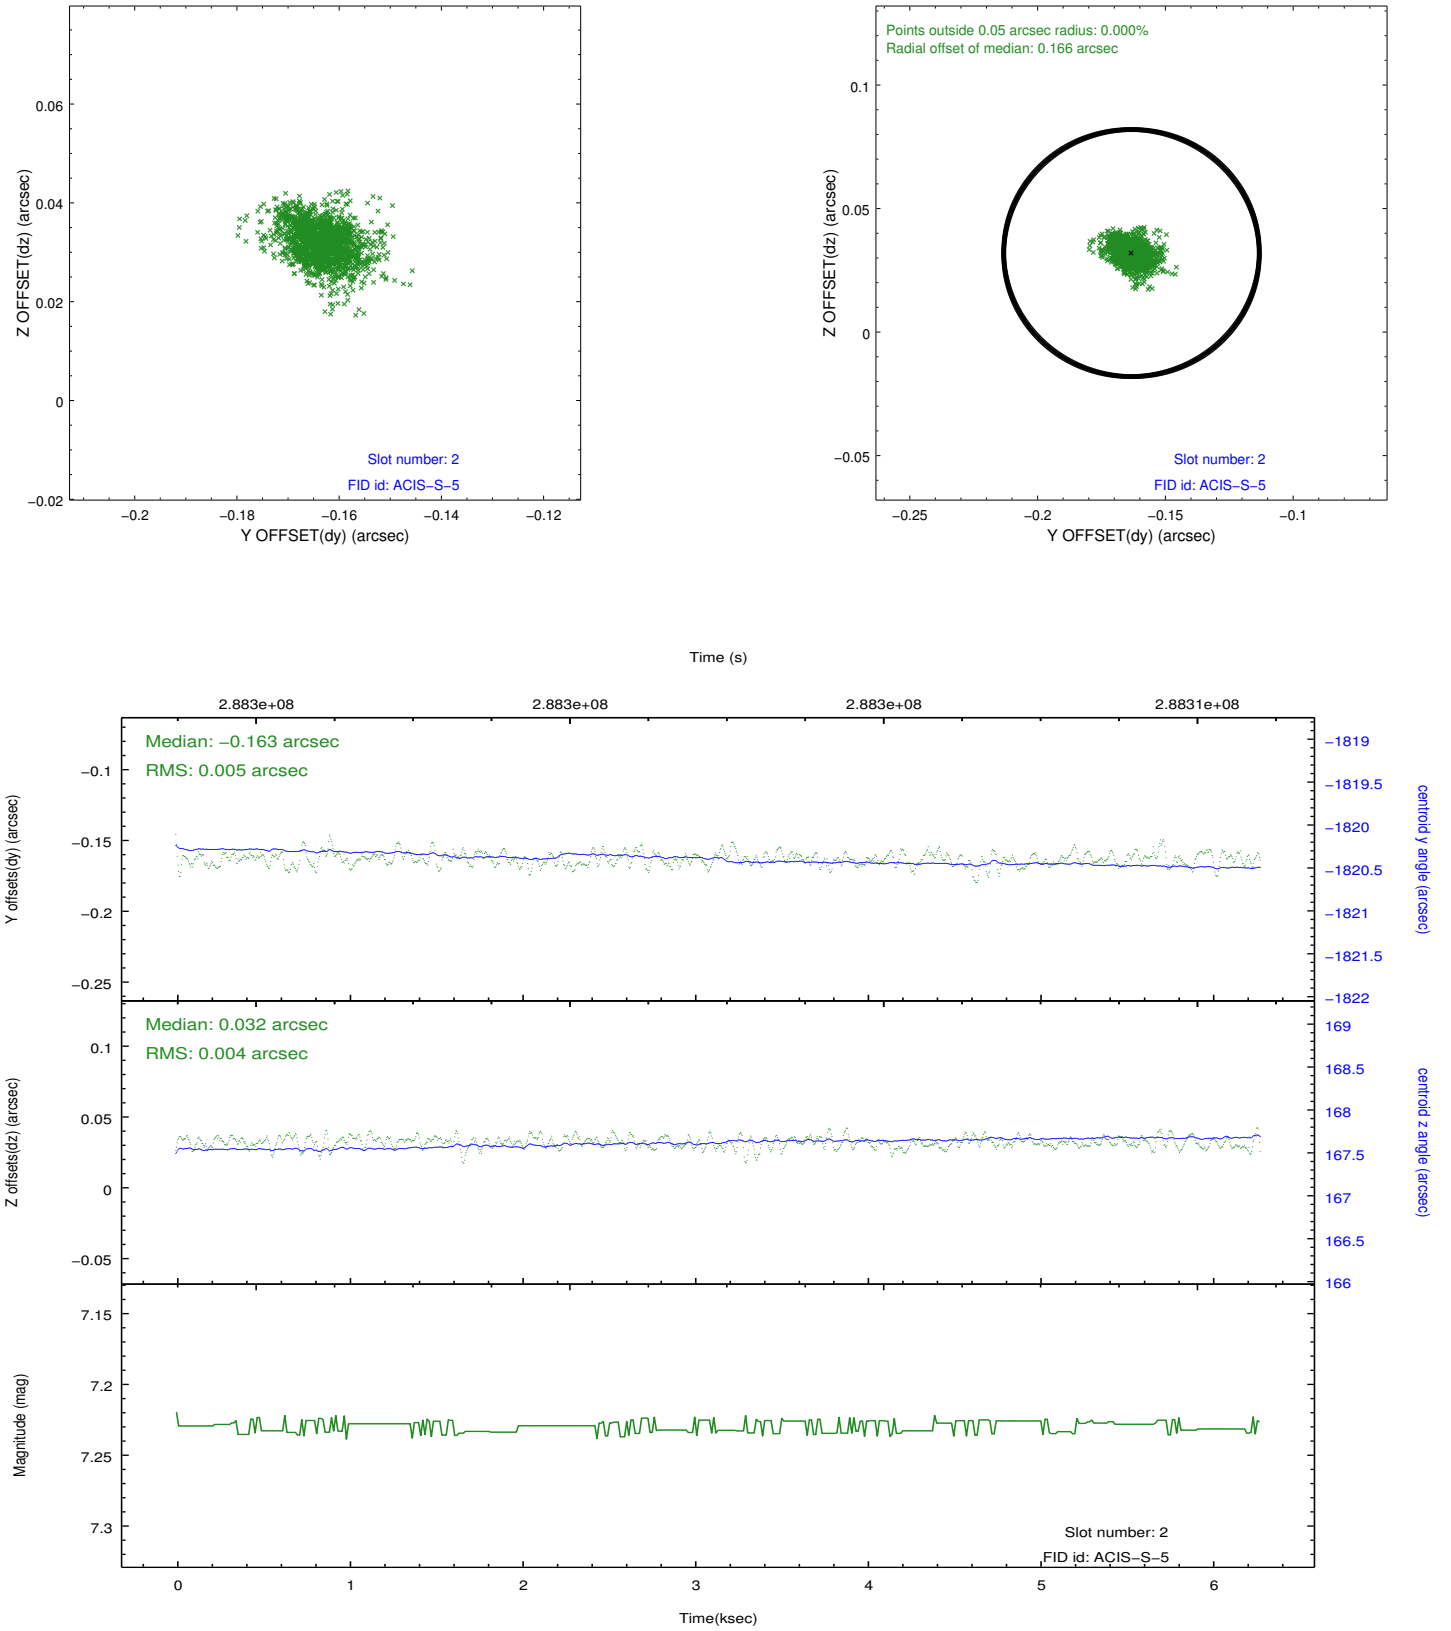 0.06
0.04
0.02
0
−0.02
Z OFFSET(dz) (arcsec)
−0.2
−0.18
−0.16
−0.14
−0.12
Y OFFSET(dy) (arcsec)
Slot number: 2
FID id: ACIS−S−5
Points outside 0.05 arcsec radius: 0.000%
Radial offset of median: 0.166 arcsec
0.1
0.05
0
−0.05
Z OFFSET(dz) (arcsec)
−0.25
−0.2
−0.15
−0.1
Y OFFSET(dy) (arcsec)
Slot number: 2
FID id: ACIS−S−5
Time (s)
2.883e+08
2.883e+08
2.883e+08
2.8831e+08
Median: −0.163 arcsec
RMS: 0.005 arcsec
−0.1
−0.15
−0.2
−0.25
Y offsets(dy) (arcsec)
−1819
−1819.5
−1820
−1820.5
−1821
−1821.5
−1822
centroid y angle (arcsec)
Median: 0.032 arcsec
RMS: 0.004 arcsec
0.1
0.05
0
−0.05
Z offsets(dz) (arcsec)
169
168.5
168
167.5
167
166.5
166
centroid z angle (arcsec)
7.15
7.2
7.25
7.3
Magnitude (mag)
Slot number: 2
FID id: ACIS−S−5
0
1
2
3
4
5
6
Time(ksec)